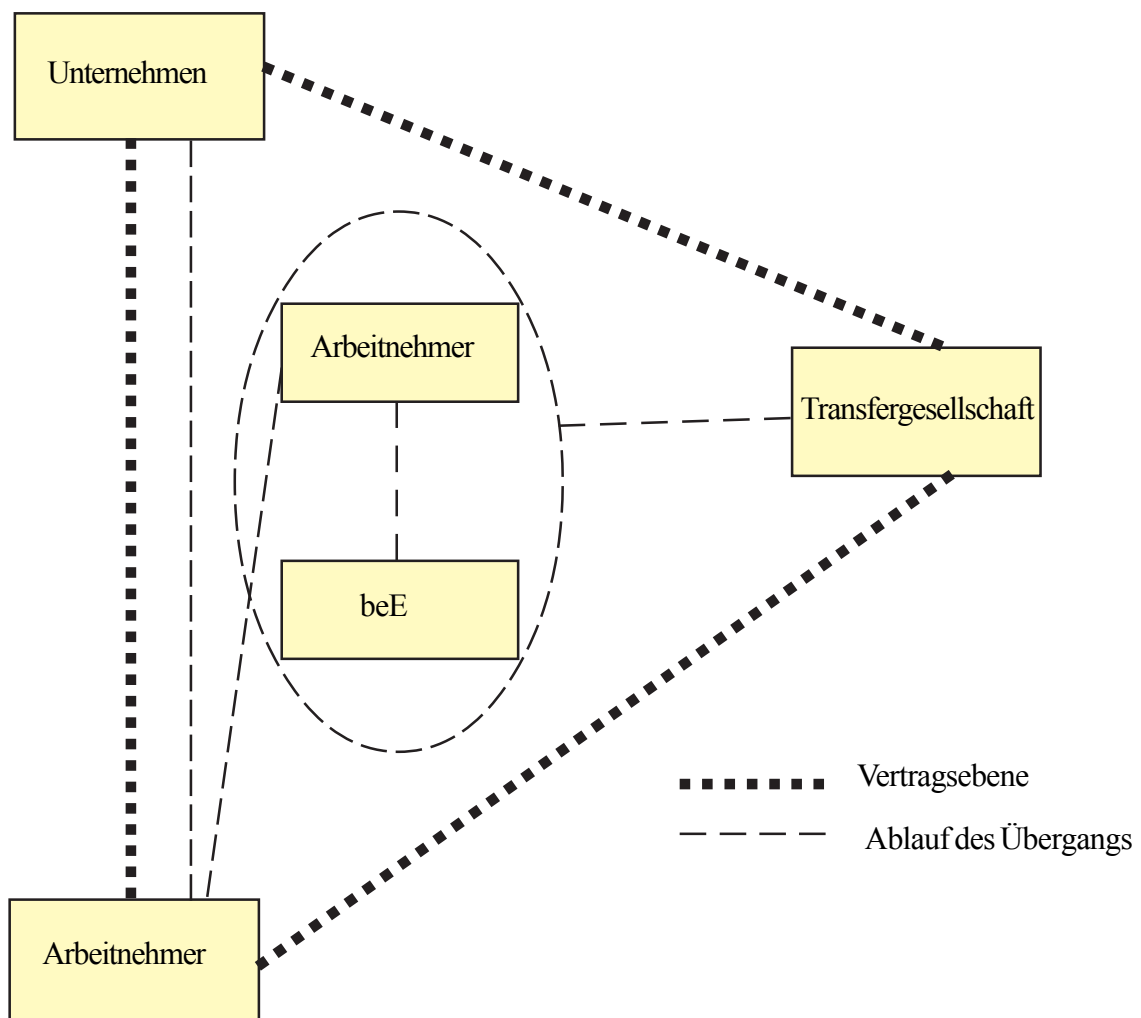 Unternehmen
Arbeitnehmer
Transfergesellschaft
beE
Vertragsebene
Ablauf des Übergangs
Arbeitnehmer